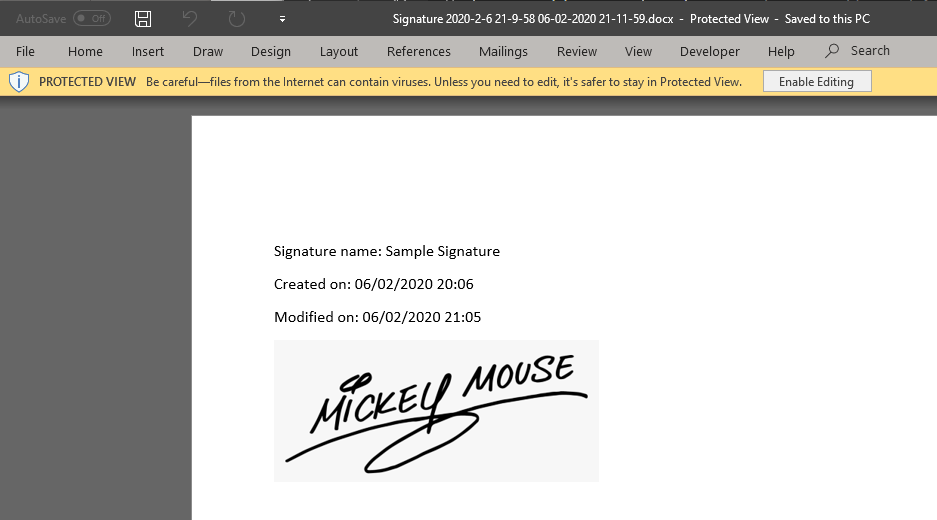 AutoSave Off Signature 2020-2-6 21-9-58 06-02-2020 21-11-59.docx - Protected View - Saved to this PC
File Home Insert Draw Design Layout References Mailings Review View Developer Help Search
PROTECTED VIEW Be careful—files from the Internet can contain viruses. Unless you need to edit, it's safer to stay in Protected View. Enable Editing
Signature name: Sample Signature
Created on: 06/02/2020 20:06
Modified on: 06/02/2020 21:05
MICKEY MOUSE